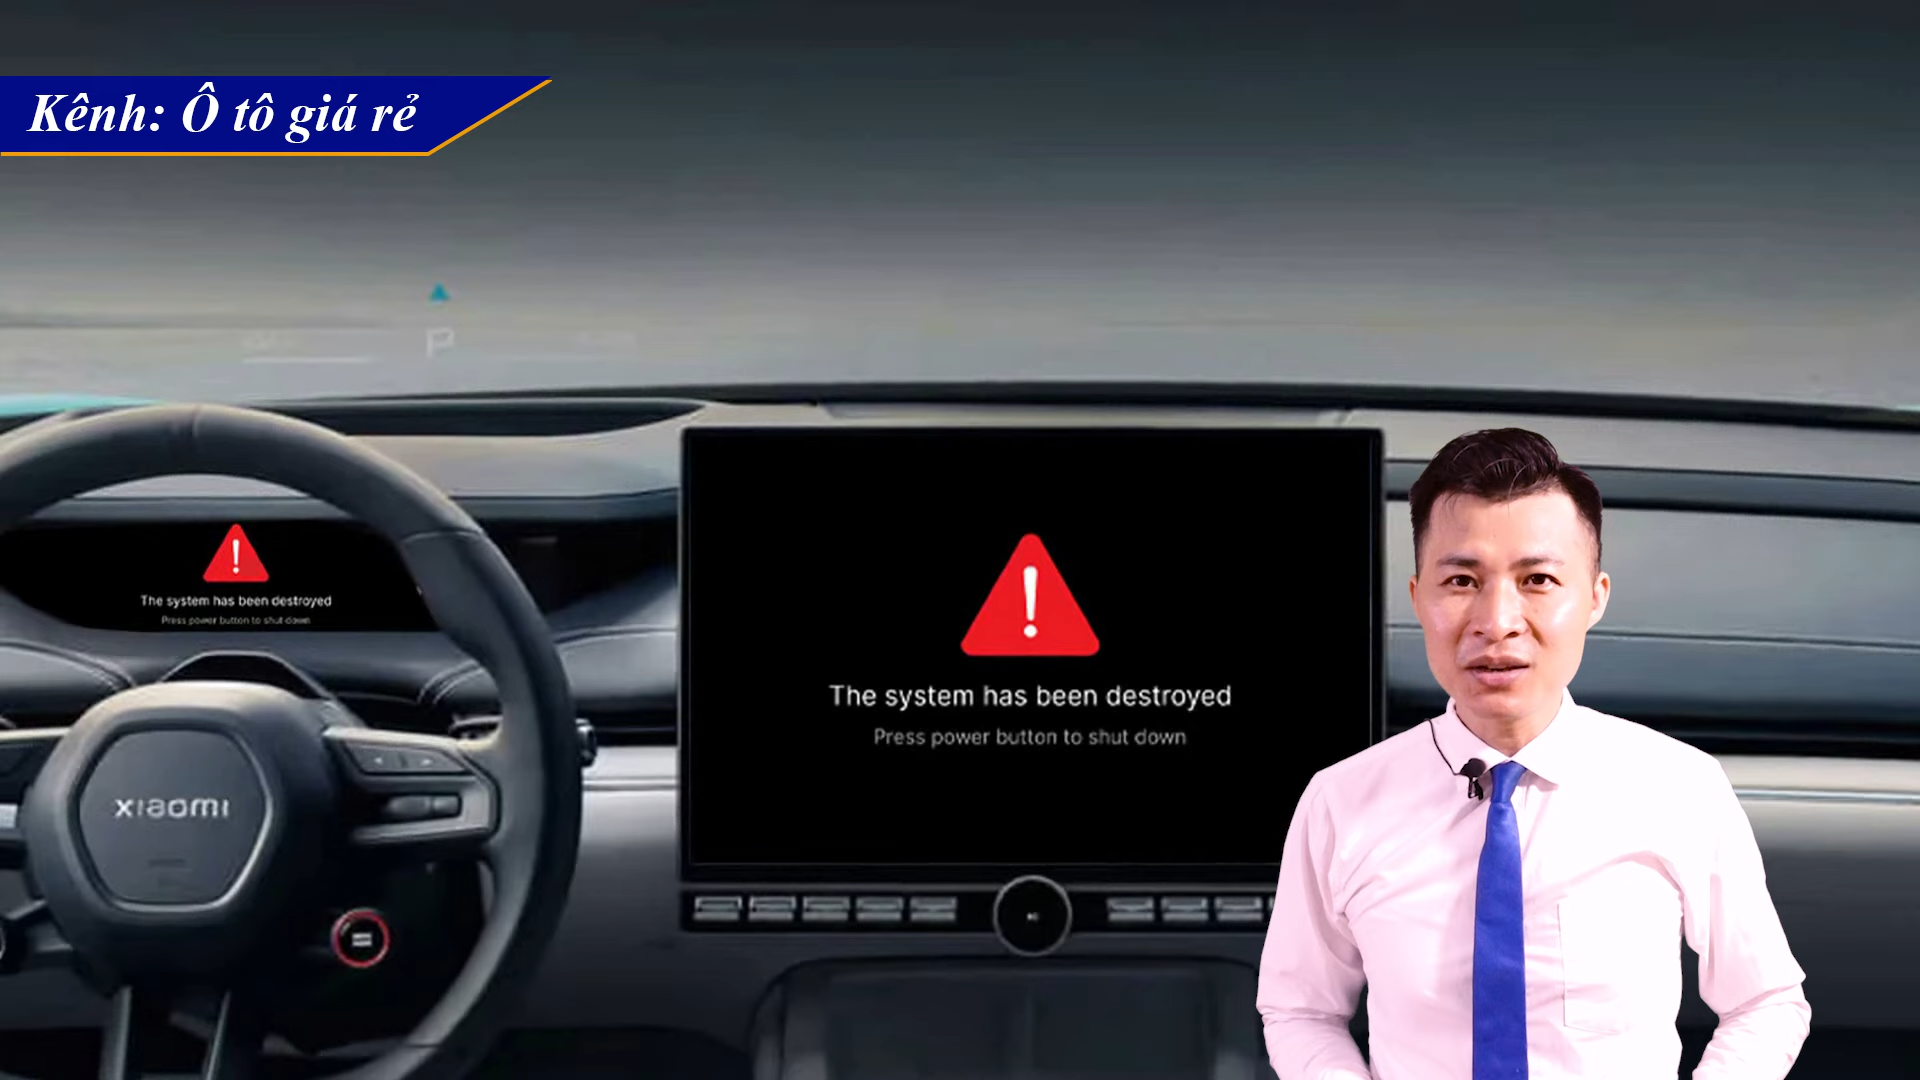 Kênh: Ô tô giá rẻ
P
The system has been destroyed
Press power button to shut down
The system has been destroyed
Press power button to shut down
xiaomi